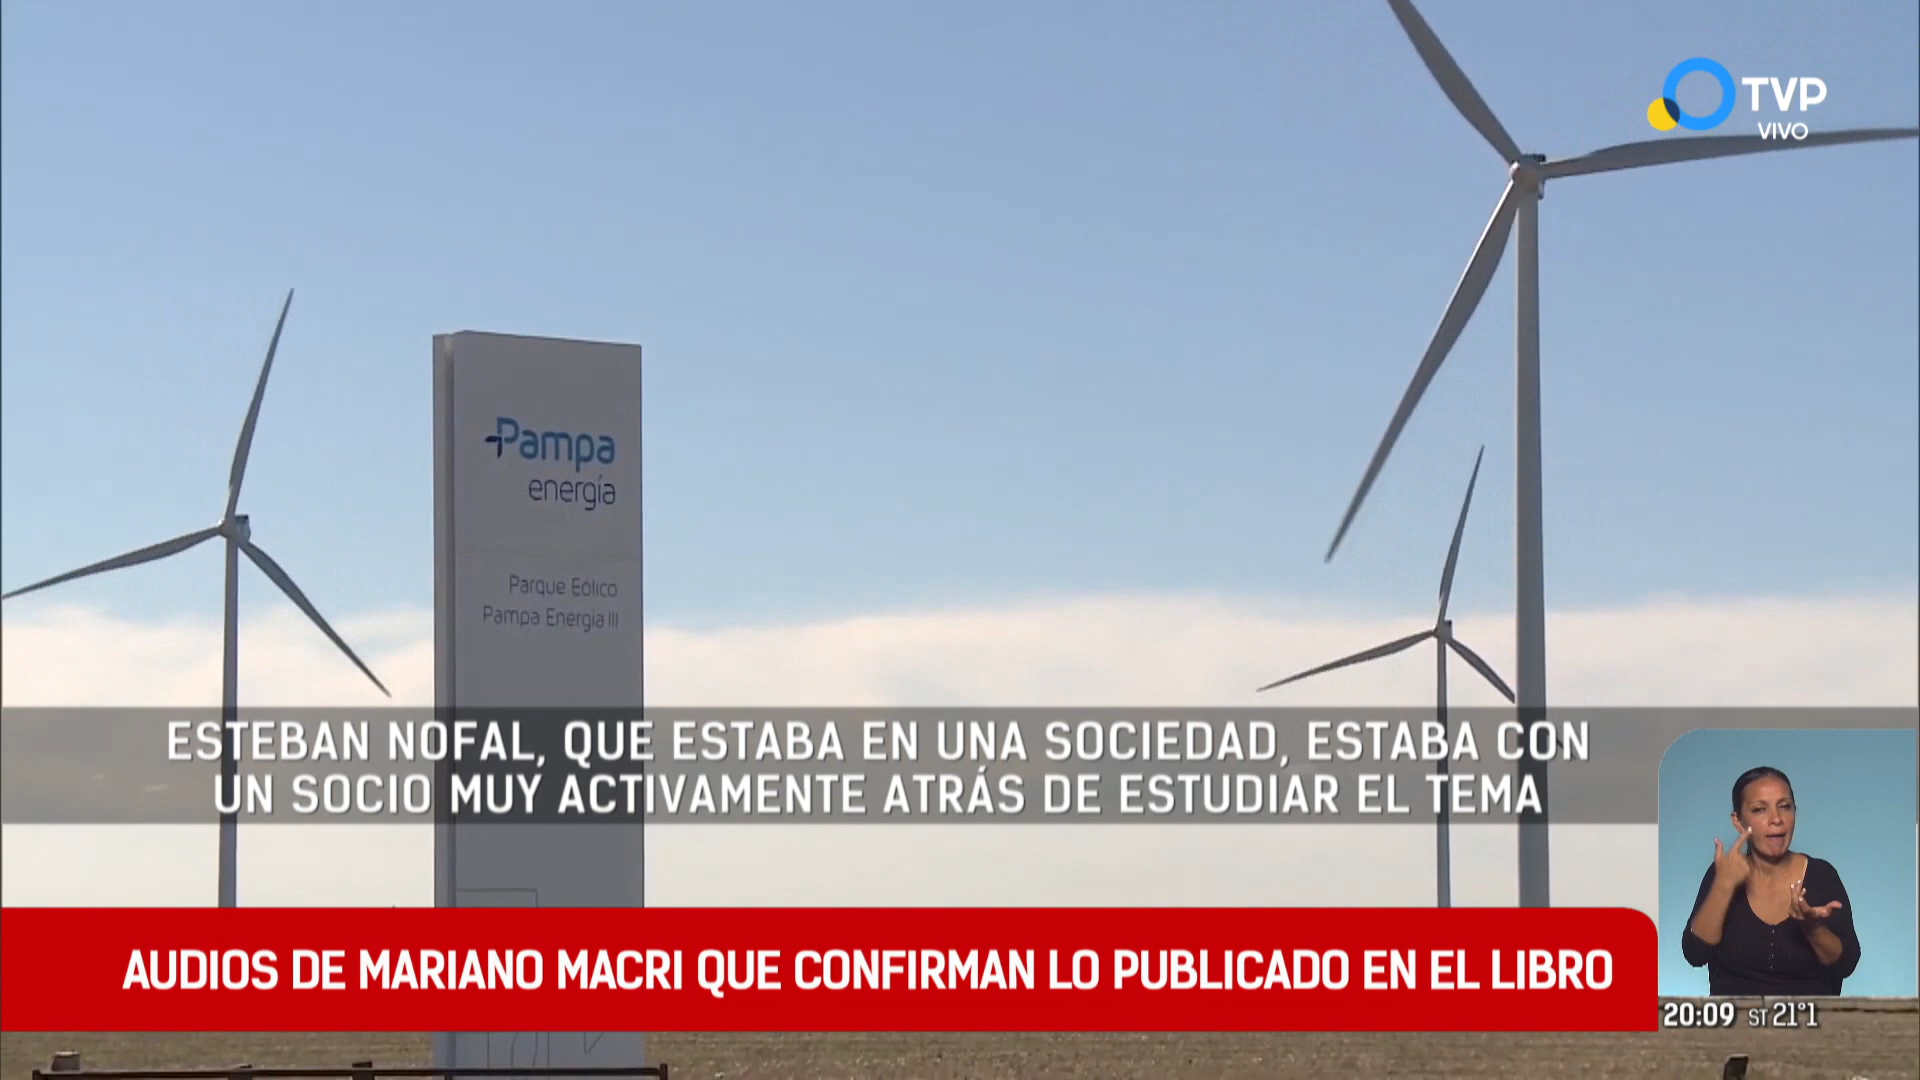 TVP
VIVO
Pampa
energía
Parque Eólico
Pampa Energía III
ESTEBAN NOFAL, QUE ESTABA EN UNA SOCIEDAD, ESTABA CON
UN SOCIO MUY ACTIVAMENTE ATRÁS DE ESTUDIAR EL TEMA
AUDIOS DE MARIANO MACRI QUE CONFIRMAN LO PUBLICADO EN EL LIBRO
20:09 ST 21°1